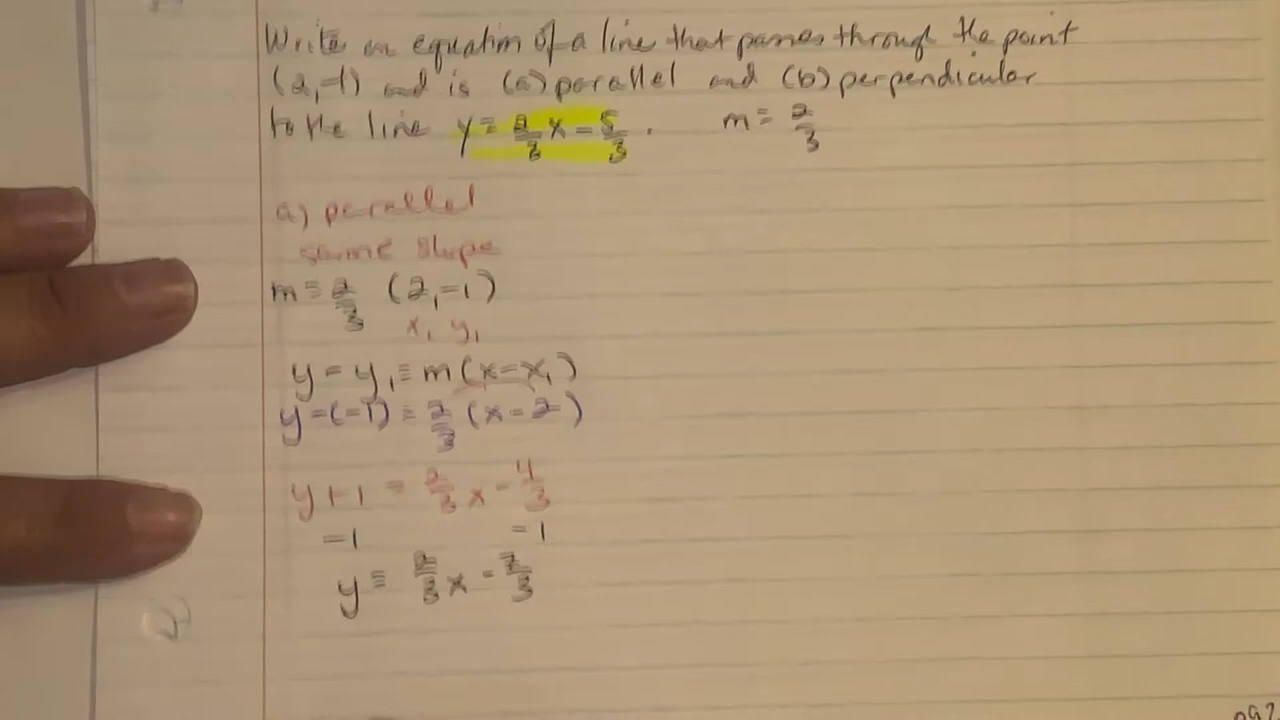 Write an equation of a line that passes through the point
(2,-1) and is (a) parallel and (b) perpendicular
to the line y = 2/3 x - 5/3 . m = 2/3
a) parallel
same slope
m = 2/3 (2,-1)
x₁ y₁
y - y₁ = m(x - x₁)
y - (-1) = 2/3 (x - 2)
y + 1 = 2/3 x - 4/3
-1 -1
y = 2/3 x - 7/3